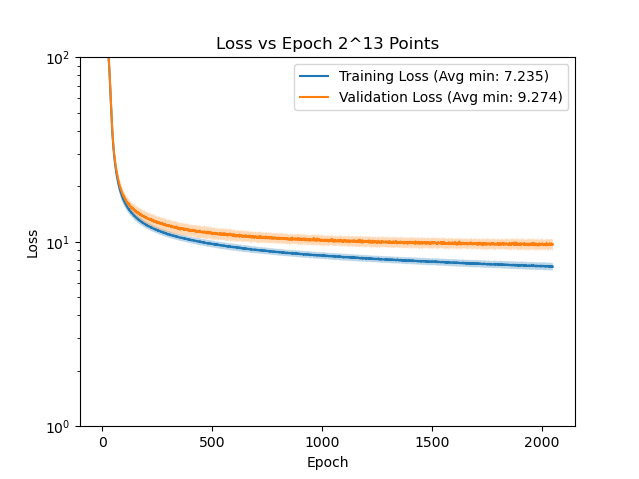 Loss vs Epoch 2^13 Points
Training Loss (Avg min: 7.235)
Validation Loss (Avg min: 9.274)
10^2
10^1
10^0
Loss
0 500 1000 1500 2000
Epoch